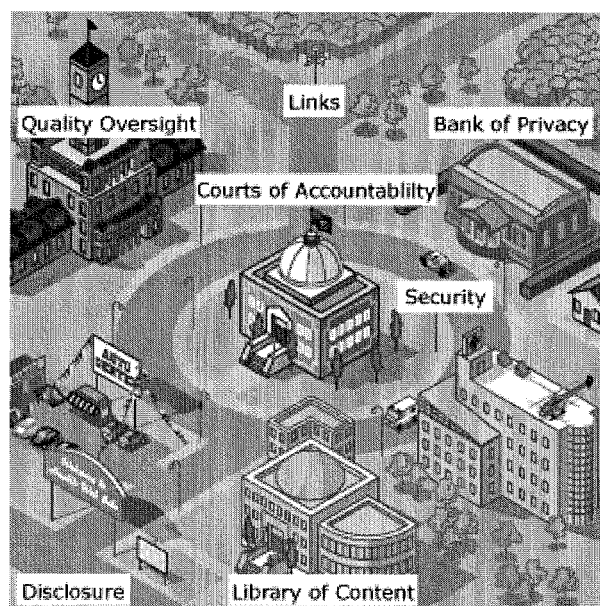 Links
Quality Oversight
Bank of Privacy
Courts of Accountablilty
Security
Disclosure
Library of Content